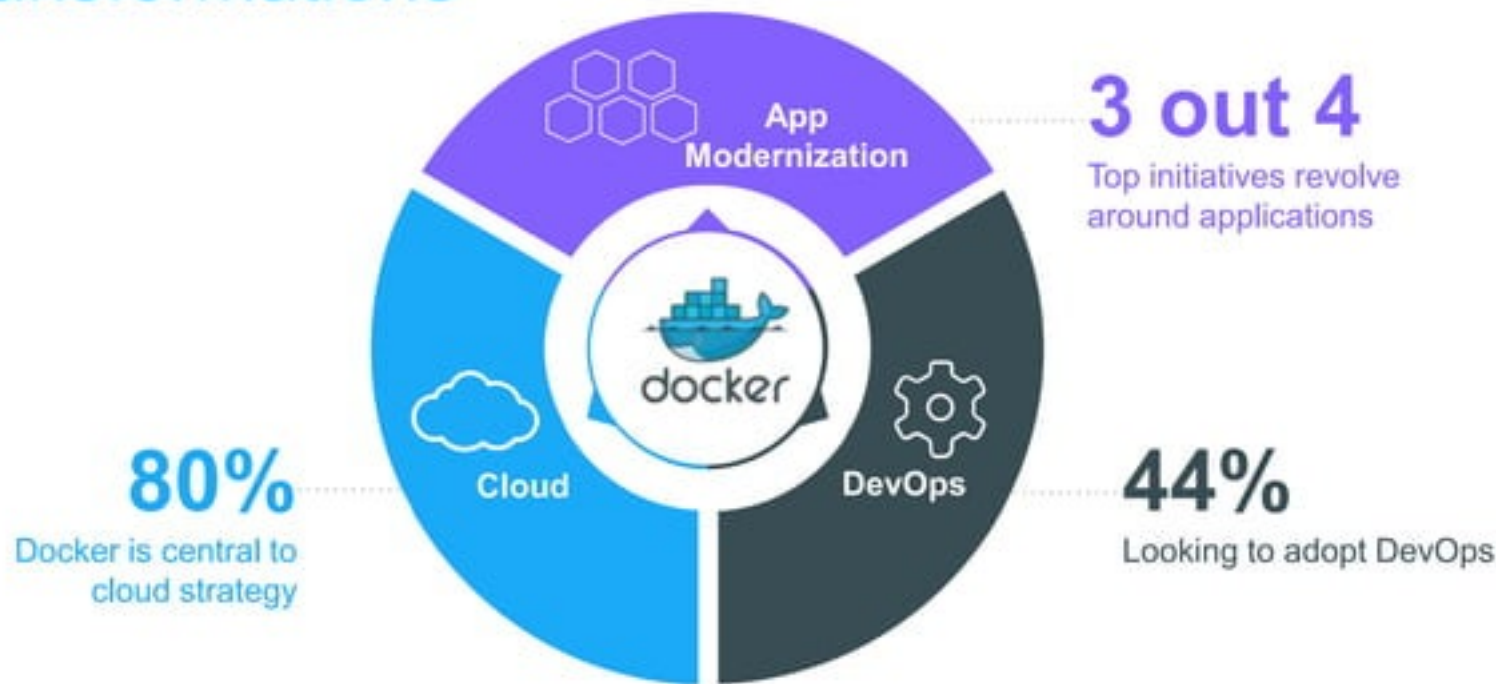 App
Modernization
3 out 4
Top initiatives revolve
around applications
docker
Cloud
DevOps
80%
Docker is central to
cloud strategy
44%
Looking to adopt DevOps